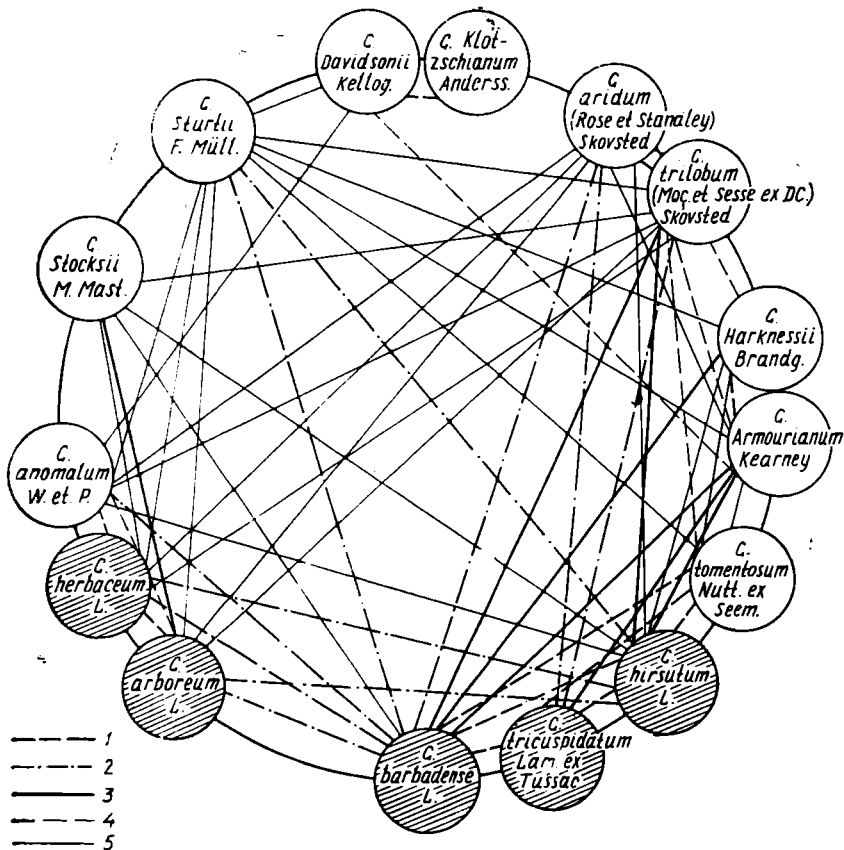 C.
Davidsonii
Kellog.
G. Klot-
zschianum
Anderss.
G.
aridum
(Rose et Stanaley)
Skovsted
G.
trilobum
(Moç. et Sesse ex DC.)
Skövsted
G.
Harknessii
Brandg.
G.
Armourianum
Kearney
G.
tomentosum
Nutt. ex
Seem.
G.
hirsutum
L.
G.
tricuspidatum
Lam. ex
Tussac
G.
barbadense
L.
G.
arboreum
L.
G.
herbaceum
L.
C.
anomalum
W. et P.
C.
Stocksii
M. Mast.
C.
Sturtii
F. Müll.
1
2
3
4
5